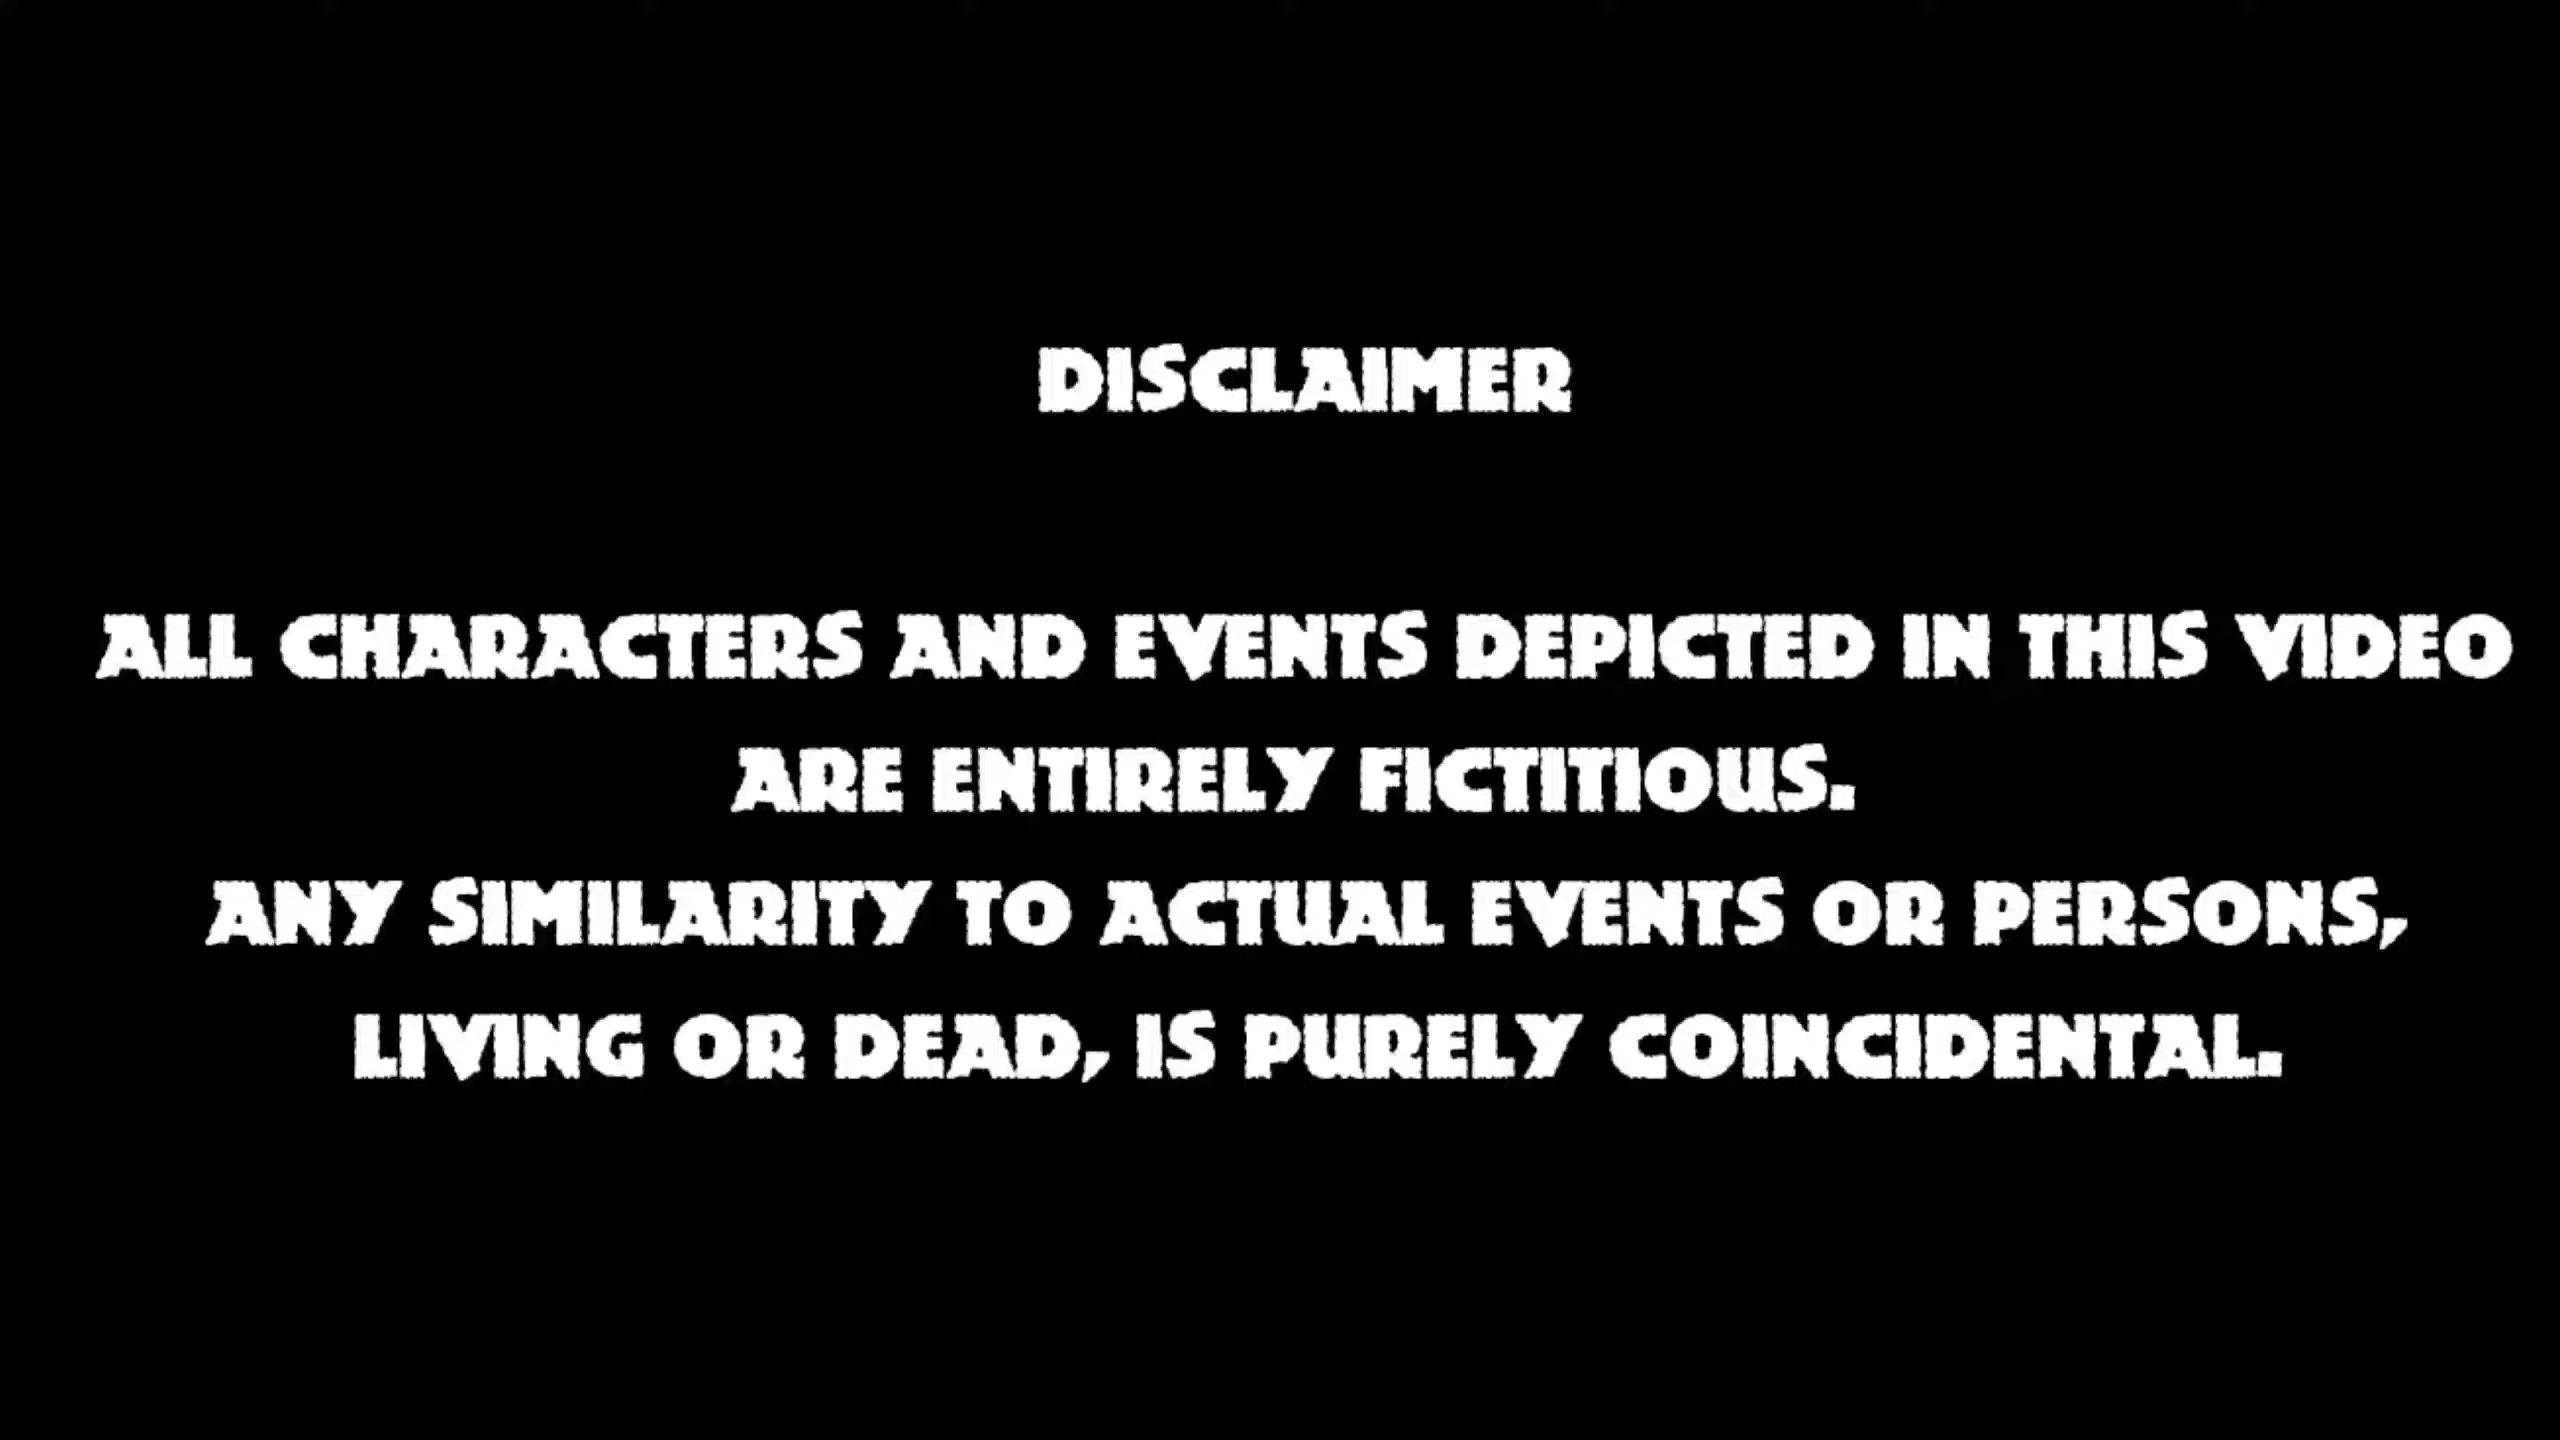 DISCLAIMER
ALL CHARACTERS AND EVENTS DEPICTED IN THIS VIDEO
ARE ENTIRELY FICTITIOUS.
ANY SIMILARITY TO ACTUAL EVENTS OR PERSONS,
LIVING OR DEAD, IS PURELY COINCIDENTAL.